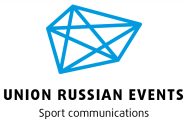 UNION RUSSIAN EVENTS
Sport communications